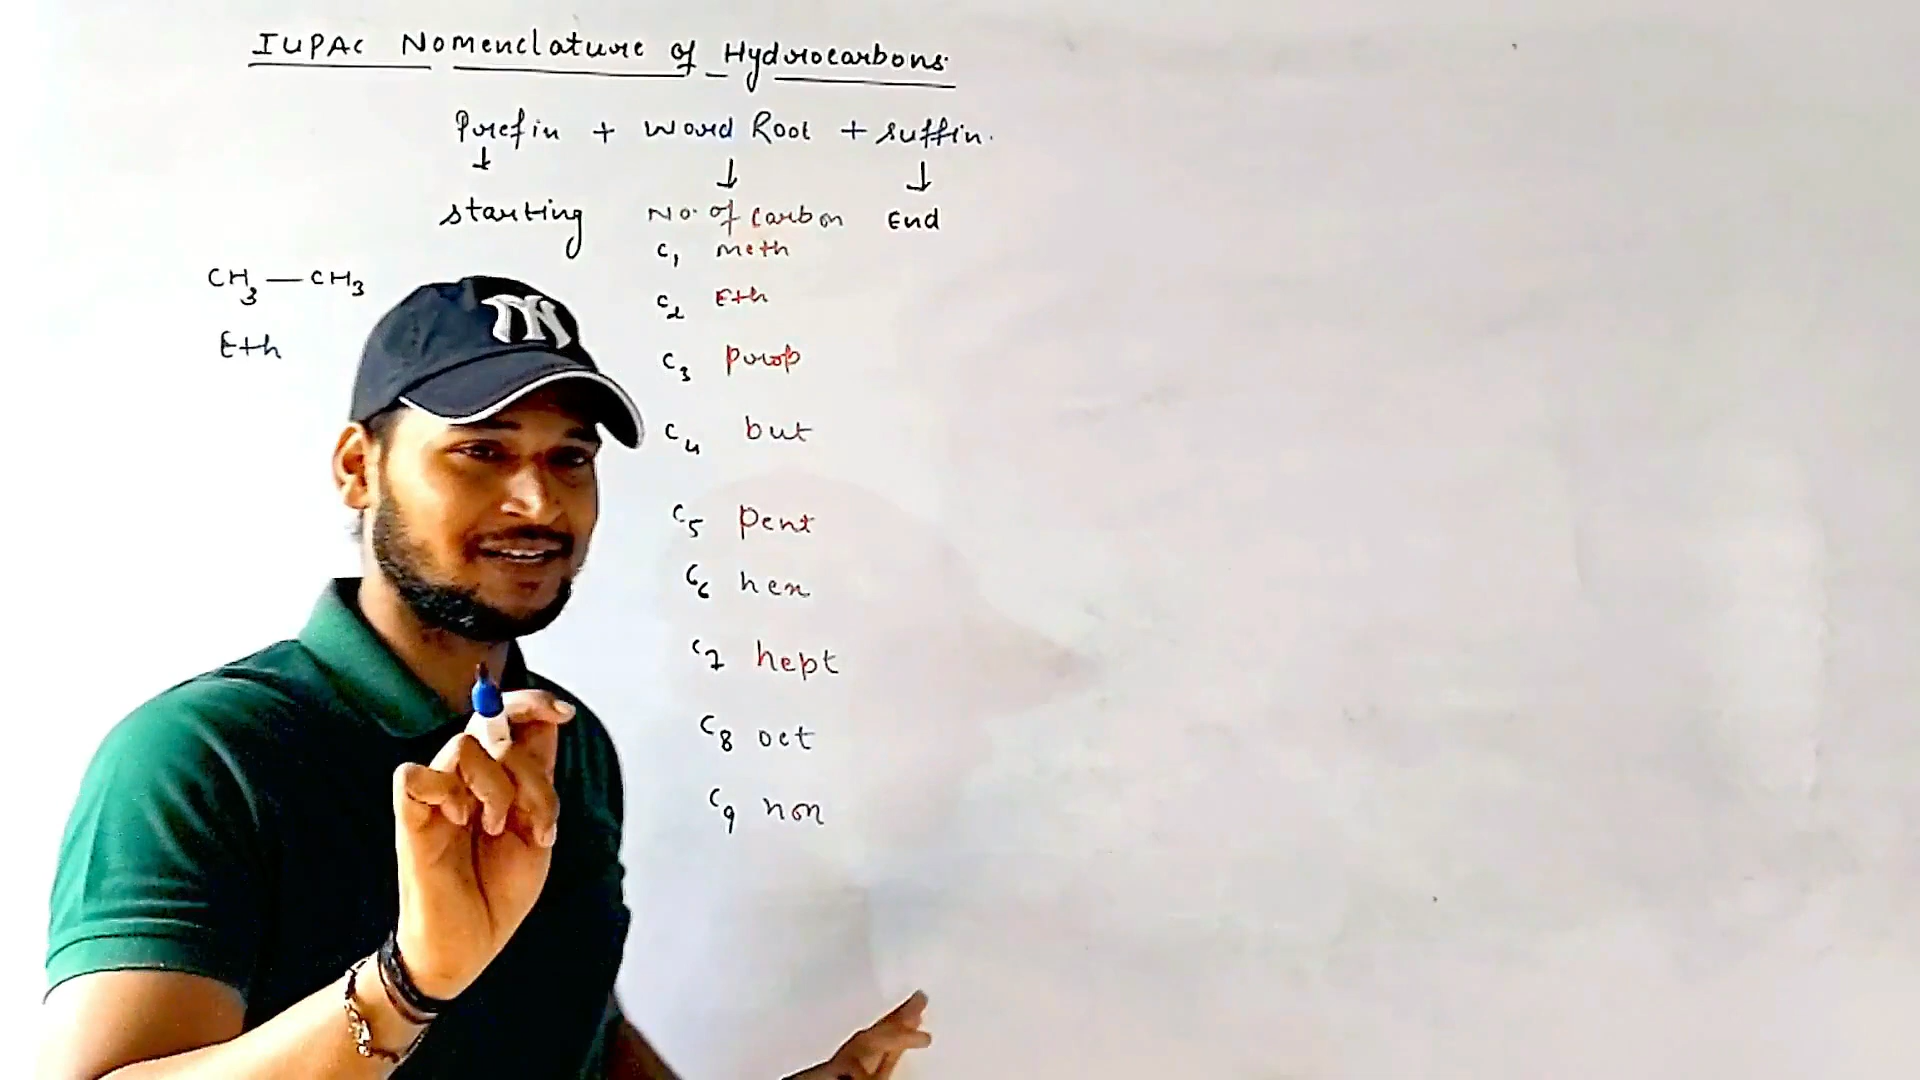 IUPAC Nomenclature of Hydrocarbons
Prefix + Word Root + suffix.
↓ ↓ ↓
starting No. of carbon End
C1 meth
CH3 — CH3
C2 Eth
Eth
C3 prop
C4 but
C5 pent
C6 hex
C7 hept
C8 oct
C9 non